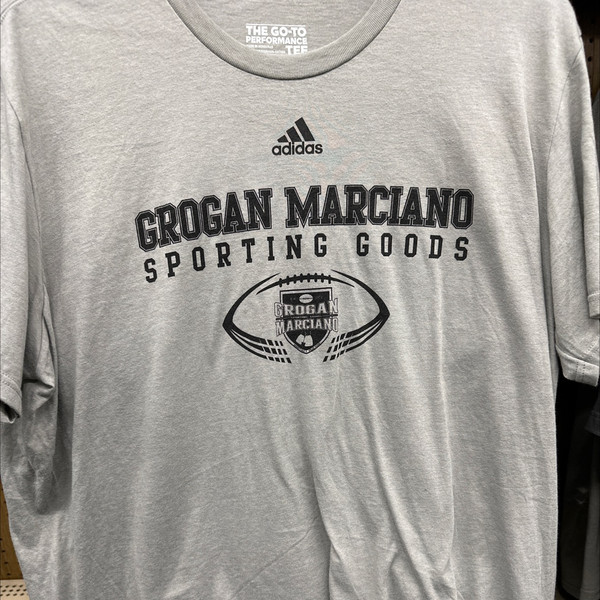 THE GO-TO
PERFORMANCE
TEE
adidas
GROGAN MARCIANO
SPORTING GOODS
GROGAN
MARCIANO